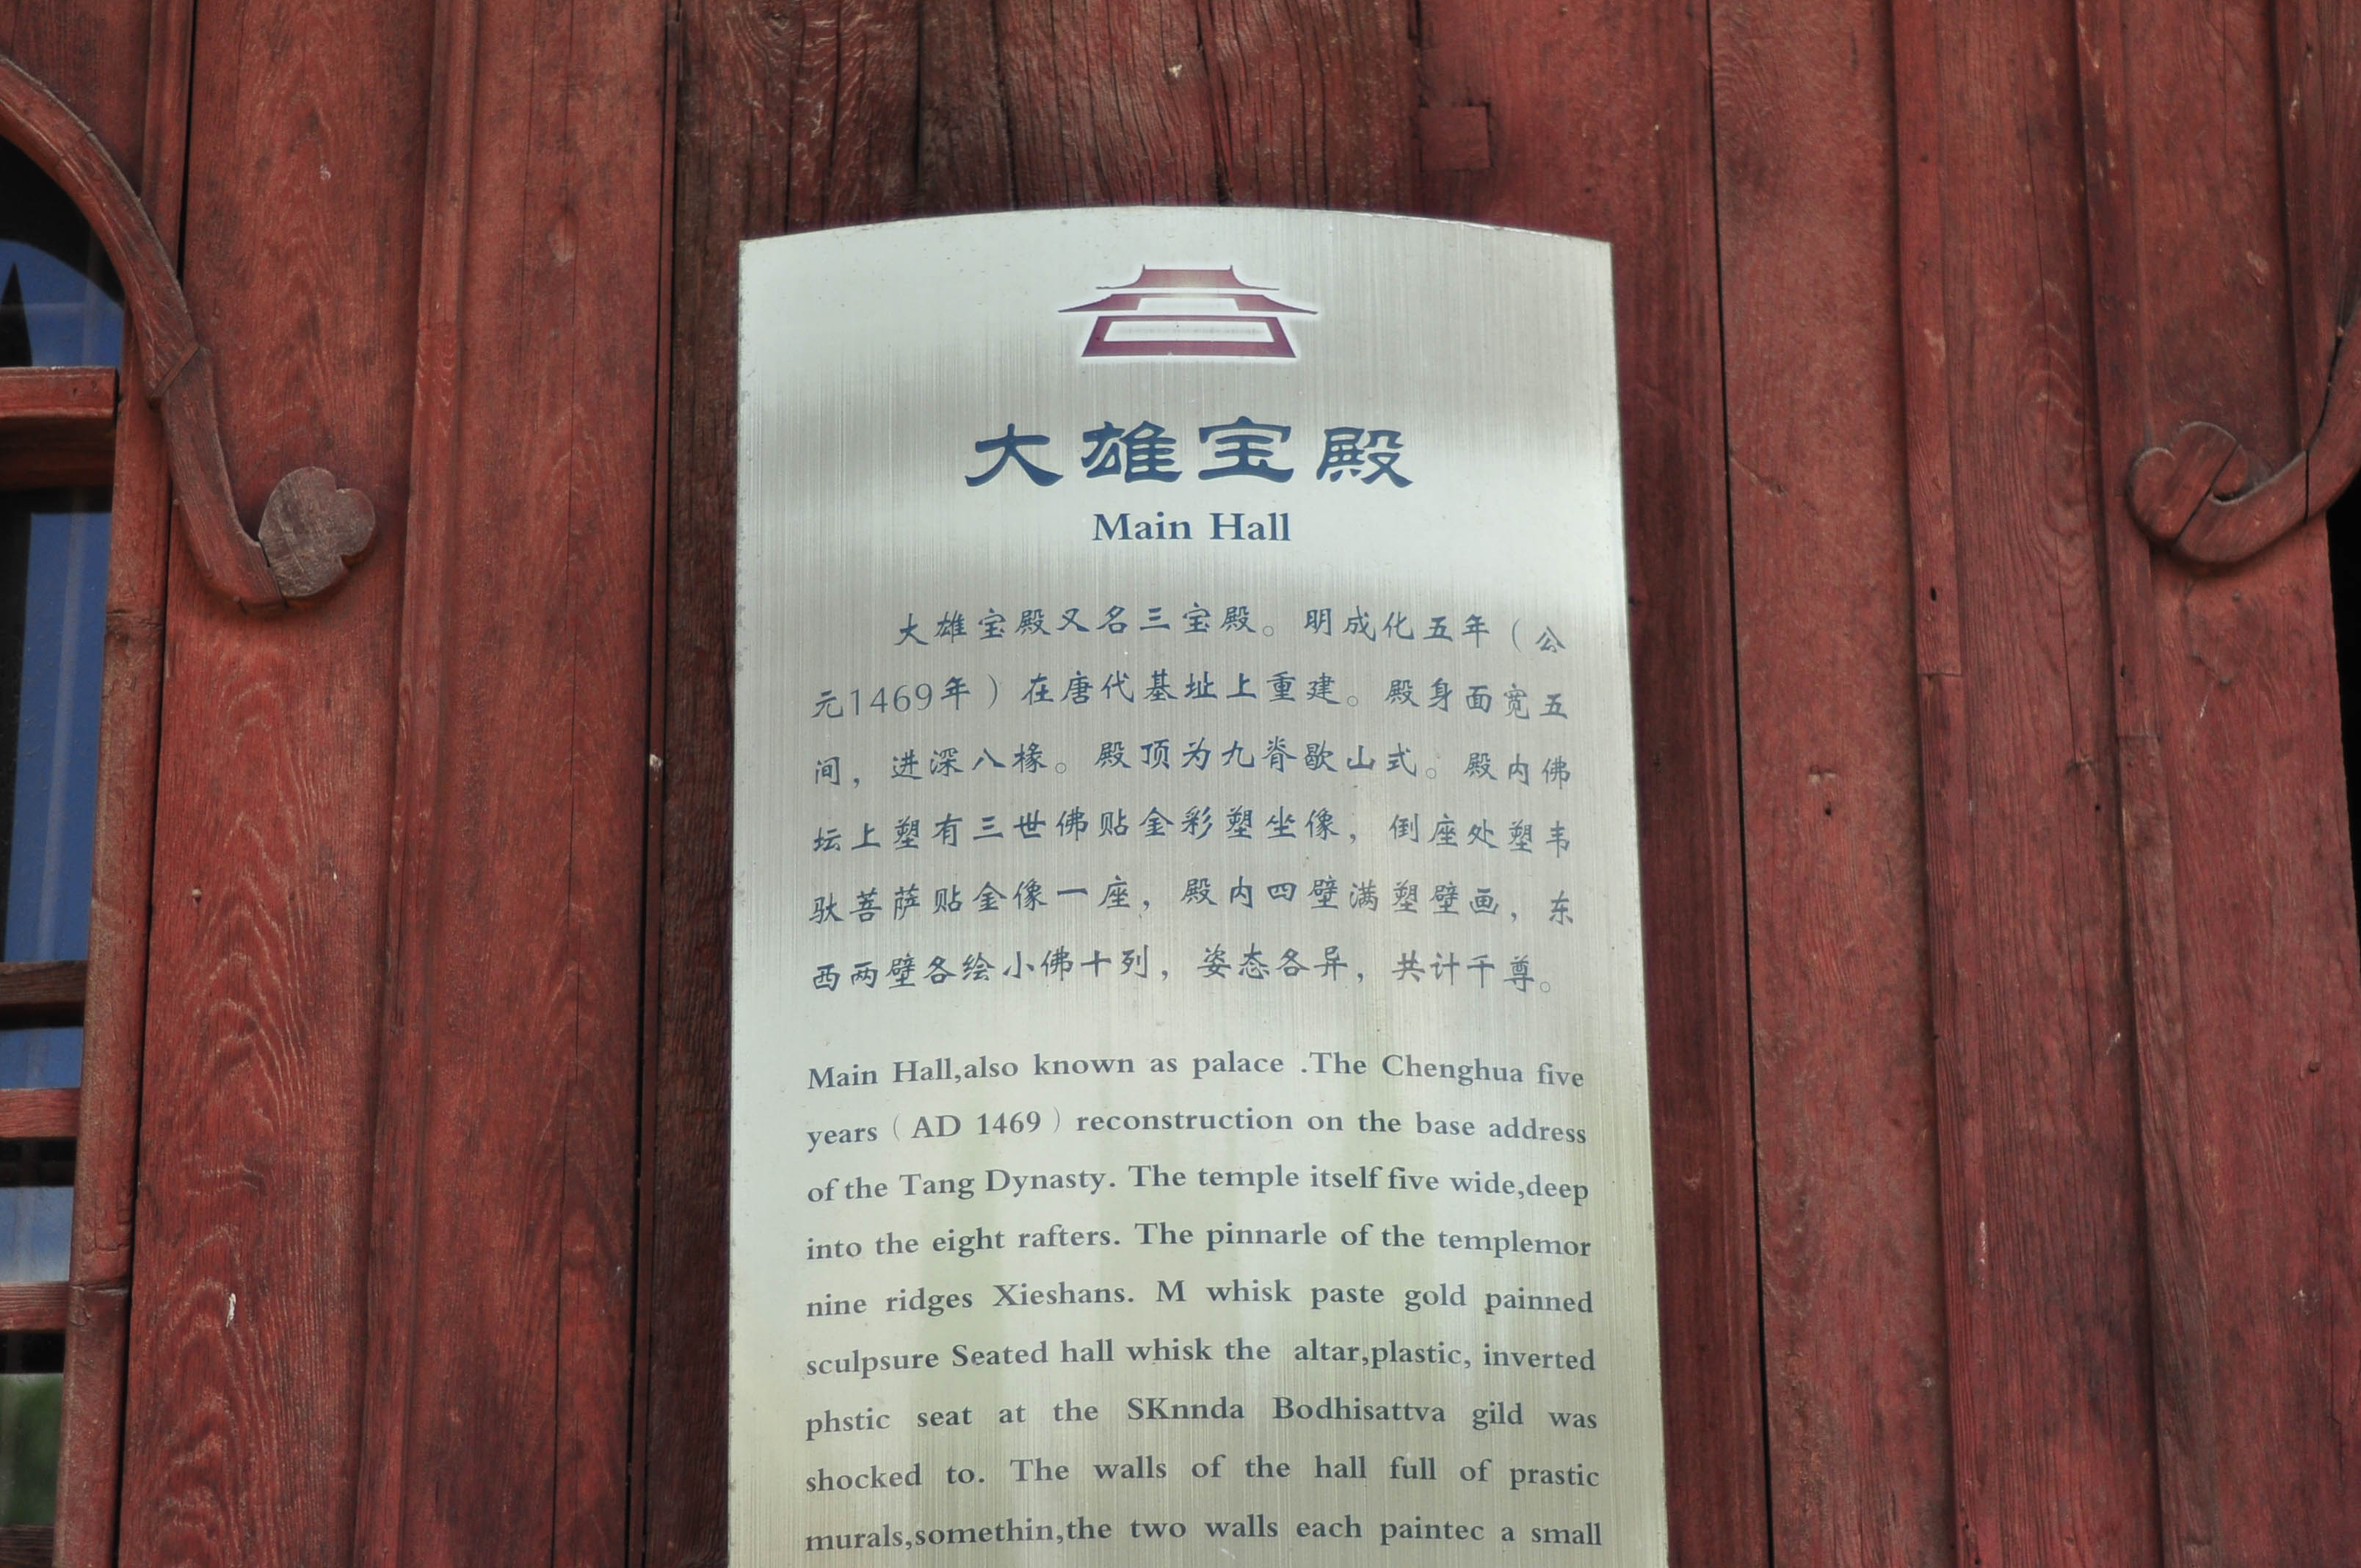 大雄宝殿
Main Hall
大雄宝殿又名三宝殿。明成化五年（公
元1469年）在唐代基址上重建。殿身面宽五
间，进深八椽。殿顶为九脊歇山式。殿内佛
坛上塑有三世佛贴金彩塑坐像，倒座处塑韦
驮菩萨贴金像一座，殿内四壁满塑壁画，东
西两壁各绘小佛十列，姿态各异，共计千尊。
Main Hall,also known as palace .The Chenghua five
years（AD 1469）reconstruction on the base address
of the Tang Dynasty. The temple itself five wide,deep
into the eight rafters. The pinnarle of the templemor
nine ridges Xieshans. M whisk paste gold painned
sculpsure Seated hall whisk the altar,plastic, inverted
phstic seat at the SKnnda Bodhisattva gild was
shocked to. The walls of the hall full of prastic
murals,somethin,the two walls each paintec a small